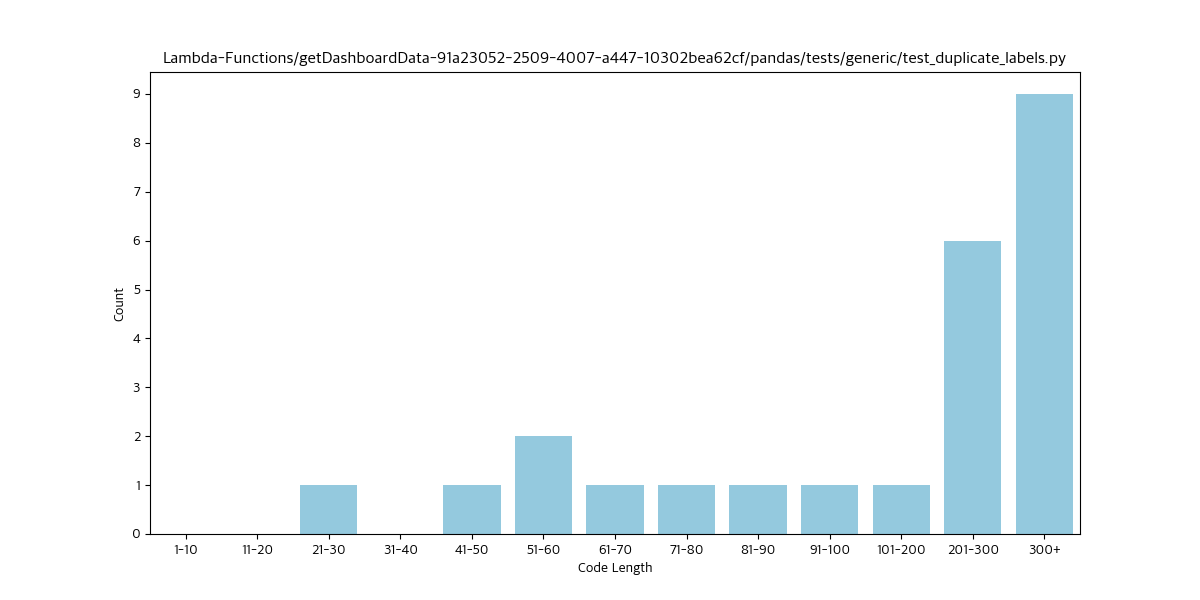 Lambda-Functions/getDashboardData-91a23052-2509-4007-a447-10302bea62cf/pandas/tests/generic/test_duplicate_labels.py
9
8
7
6
5
4
3
2
1
0
Count
1-10 11-20 21-30 31-40 41-50 51-60 61-70 71-80 81-90 91-100 101-200 201-300 300+
Code Length